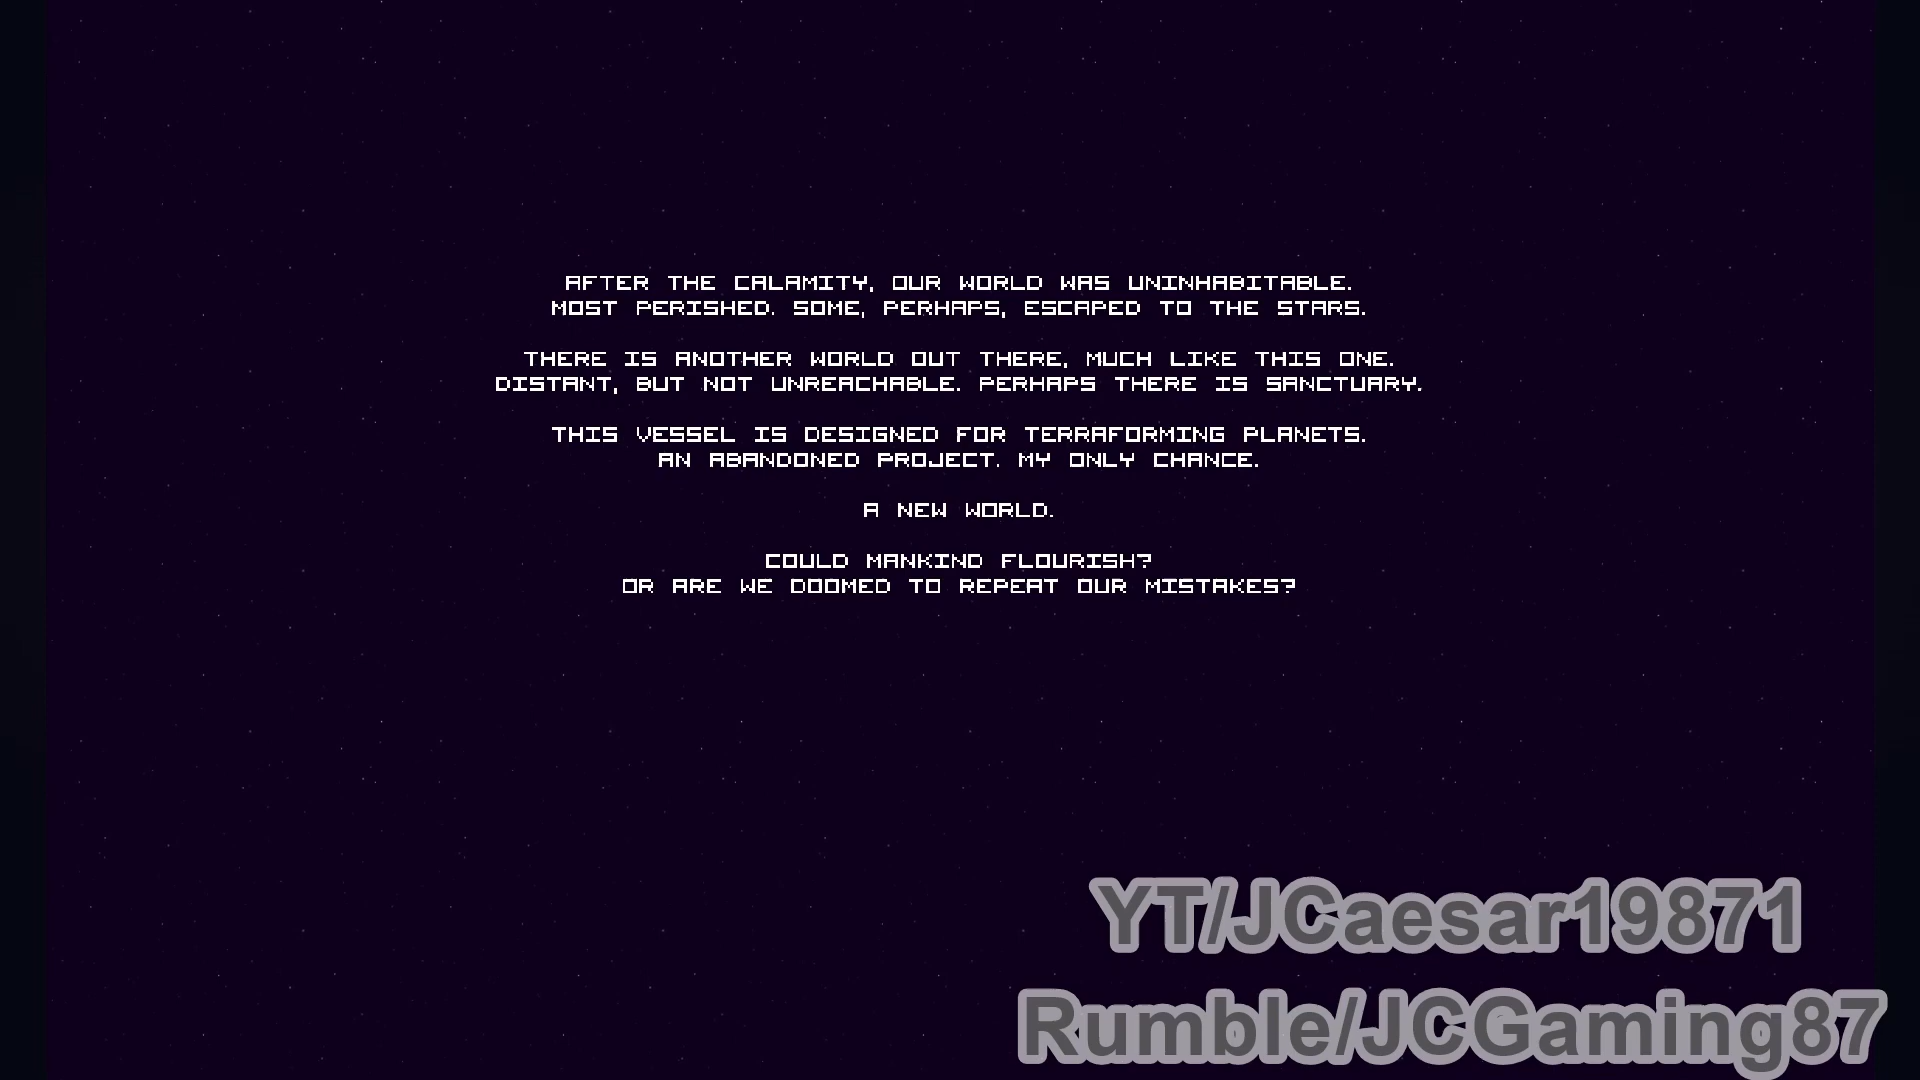 AFTER THE CALAMITY, OUR WORLD WAS UNINHABITABLE.
MOST PERISHED. SOME, PERHAPS, ESCAPED TO THE STARS.
THERE IS ANOTHER WORLD OUT THERE, MUCH LIKE THIS ONE.
DISTANT, BUT NOT UNREACHABLE. PERHAPS THERE IS SANCTUARY.
THIS VESSEL IS DESIGNED FOR TERRAFORMING PLANETS.
AN ABANDONED PROJECT. MY ONLY CHANCE.
A NEW WORLD.
COULD MANKIND FLOURISH?
OR ARE WE DOOMED TO REPEAT OUR MISTAKES?
YT/JCaesar19871
Rumble/JCGaming87